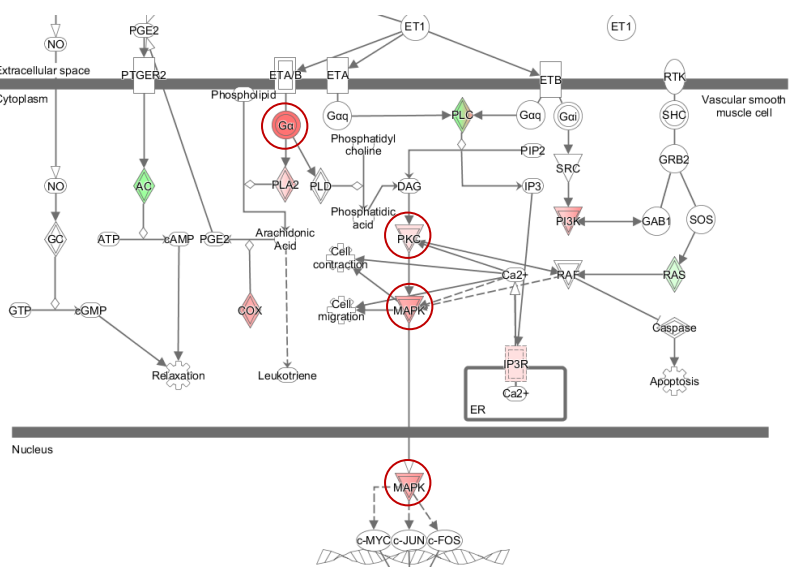 PGE2
ET1
ET1
NO
Extracellular space
PTGER2
ETA/B
ETA
ETB
RTK
Cytoplasm
Phospholipid
Vascular smooth
muscle cell
Gα
Gαq
PLC
Gαq
Gαi
SHC
Phosphatidyl
choline
PIP2
GRB2
SRC
NO
AC
PLA2
PLD
DAG
IP3
Phosphatidic
acid
PI3K
GAB1
SOS
GC
ATP
cAMP
PGE2
Arachidonic
Acid
PKC
Cell
contraction
Ca2+
RAF
RAS
GTP
cGMP
COX
Cell
migration
MAPK
Caspase
IP3R
Relaxation
Leukotriene
Ca2+
Apoptosis
ER
Nucleus
MAPK
c-MYC
c-JUN
c-FOS